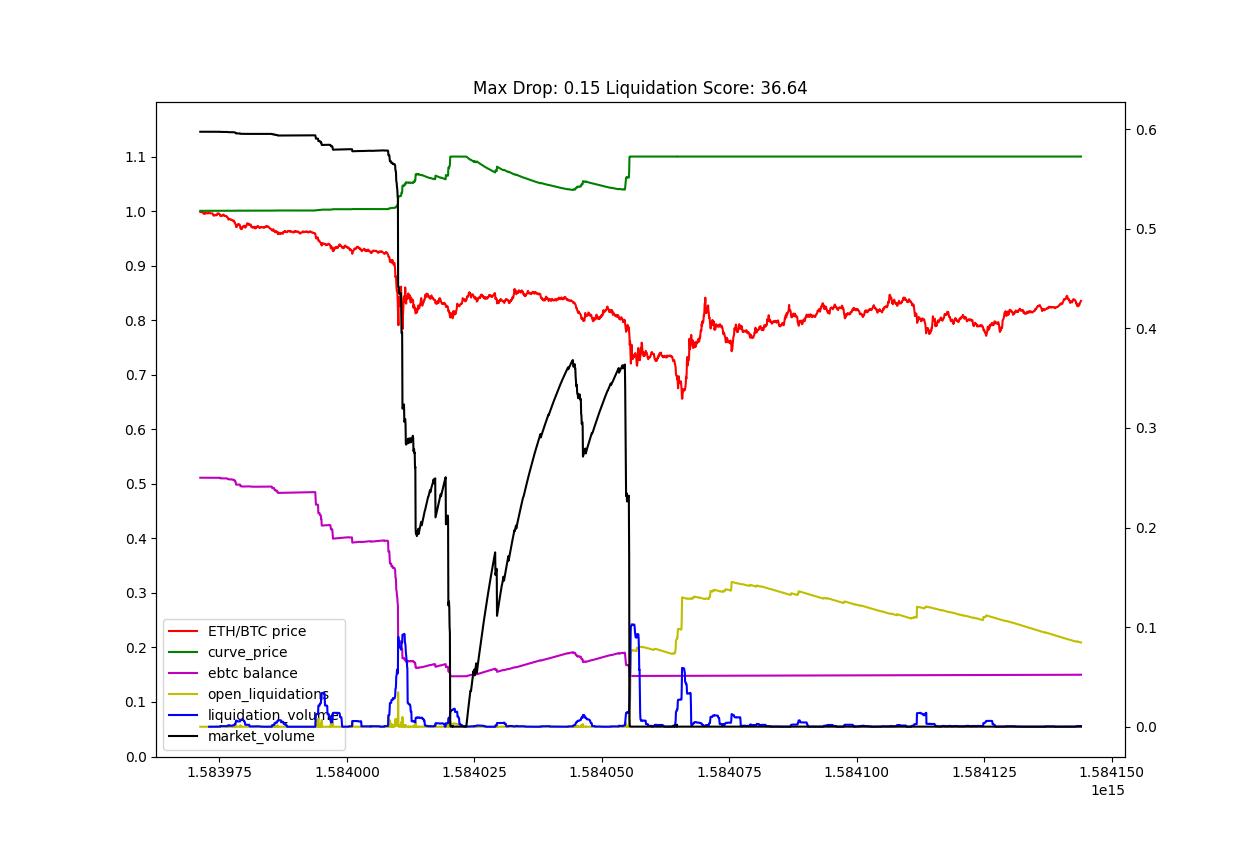 Max Drop: 0.15 Liquidation Score: 36.64
1.1
1.0
0.9
0.8
0.7
0.6
0.5
0.4
0.3
0.2
0.1
0.0
0.6
0.5
0.4
0.3
0.2
0.1
0.0
ETH/BTC price
curve_price
ebtc balance
open_liquidations
liquidation_volume
market_volume
1.583975 1.584000 1.584025 1.584050 1.584075 1.584100 1.584125 1.584150
1e15